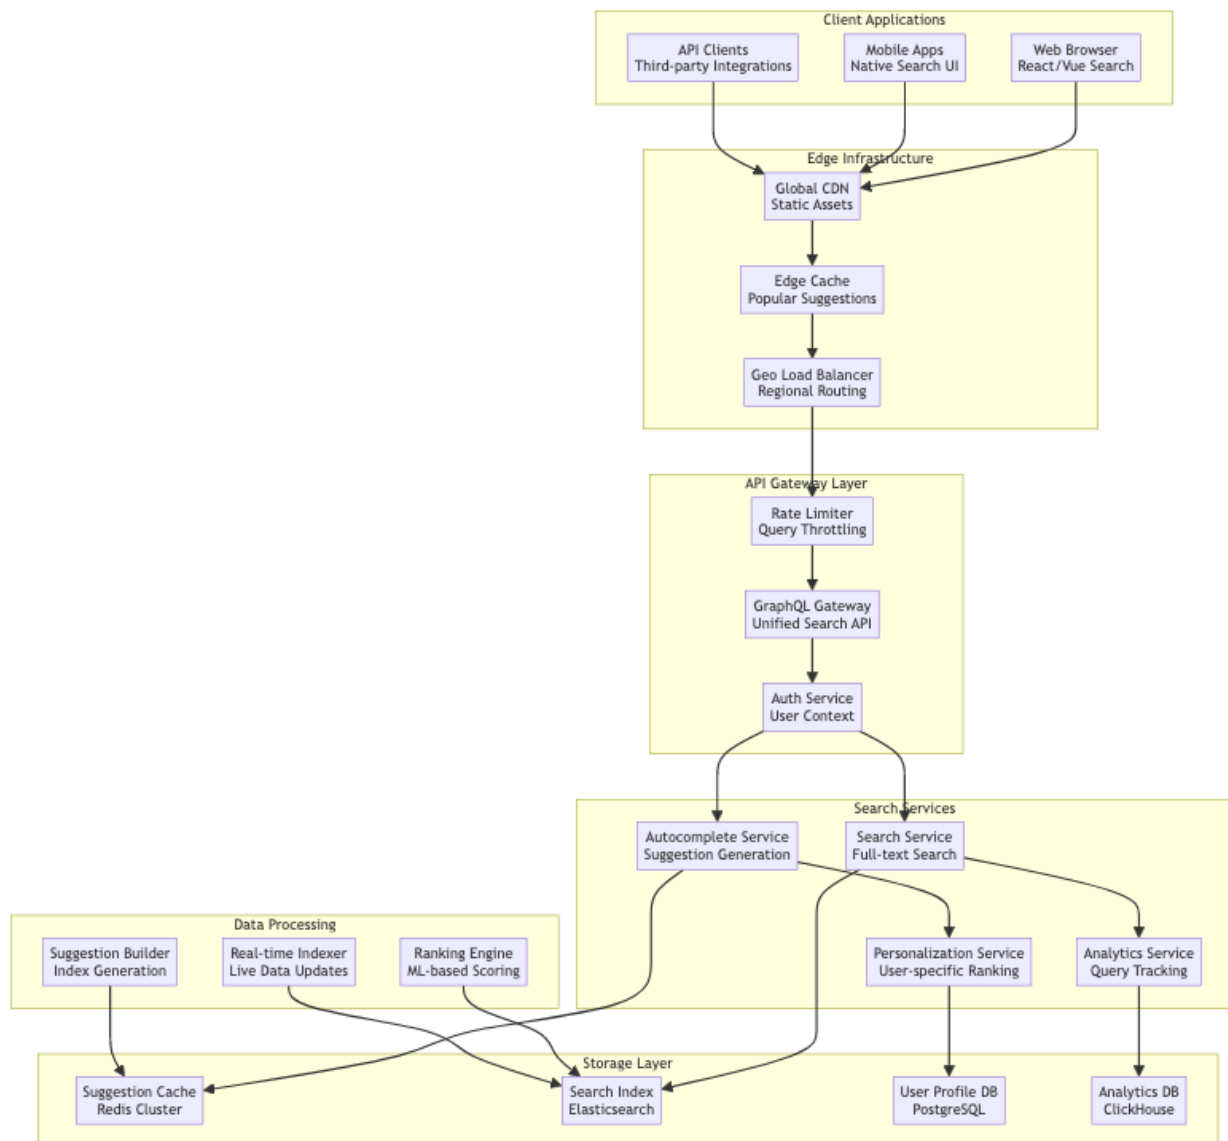 Client Applications
API Clients
Third-party Integrations
Mobile Apps
Native Search UI
Web Browser
React/Vue Search
Edge Infrastructure
Global CDN
Static Assets
Edge Cache
Popular Suggestions
Geo Load Balancer
Regional Routing
API Gateway Layer
Rate Limiter
Query Throttling
GraphQL Gateway
Unified Search API
Auth Service
User Context
Search Services
Autocomplete Service
Suggestion Generation
Search Service
Full-text Search
Data Processing
Suggestion Builder
Index Generation
Real-time Indexer
Live Data Updates
Ranking Engine
ML-based Scoring
Personalization Service
User-specific Ranking
Analytics Service
Query Tracking
Storage Layer
Suggestion Cache
Redis Cluster
Search Index
Elasticsearch
User Profile DB
PostgreSQL
Analytics DB
ClickHouse